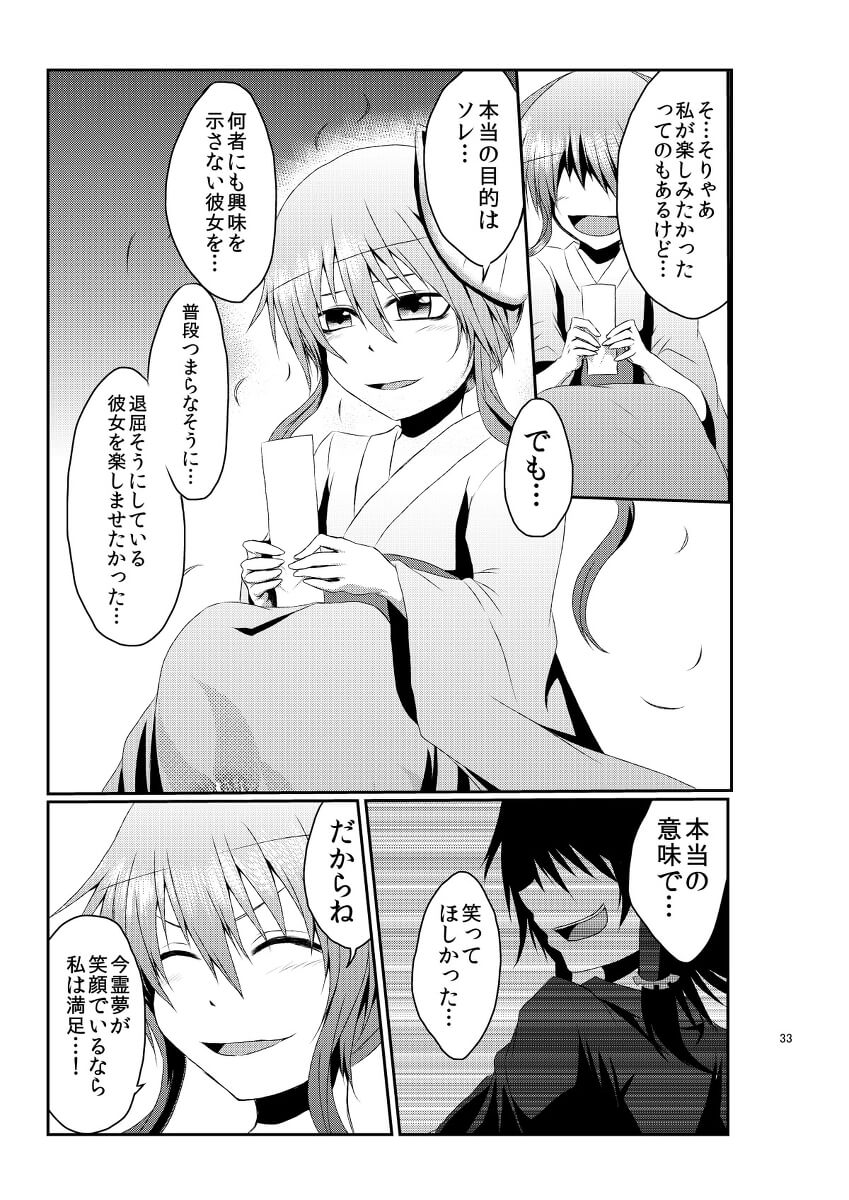 そ…そりゃあ
私が楽しみたかった
ってのもあるけど…
でも…
本当の目的は
ソレ…
何者にも興味を
示さない彼女を…
普段つまらなそうに…
退屈そうにしている
彼女を楽しませたかった…
本当の
意味で…
笑って
ほしかった…
だからね
今霊夢が
笑顔でいるなら
私は満足…！
33